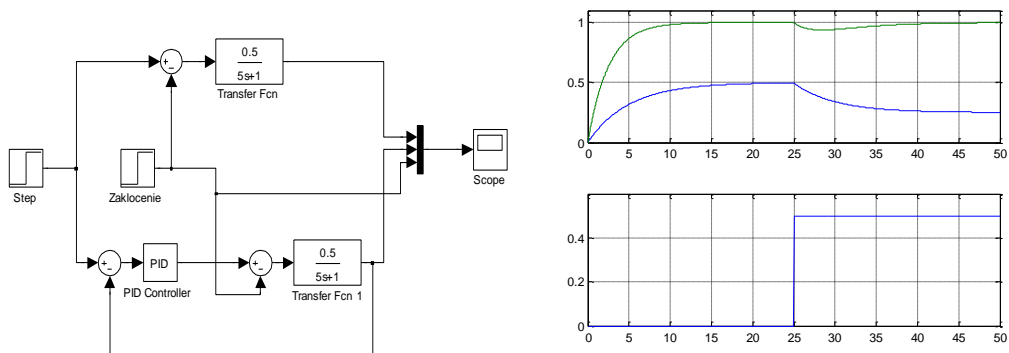 0.5
5s+1
Transfer Fcn
+
−
Step
Zaklocenie
Scope
+
−
PID
PID Controller
+
−
0.5
5s+1
Transfer Fcn 1
1
0.5
0
0 5 10 15 20 25 30 35 40 45 50
0.4
0.2
0
0 5 10 15 20 25 30 35 40 45 50